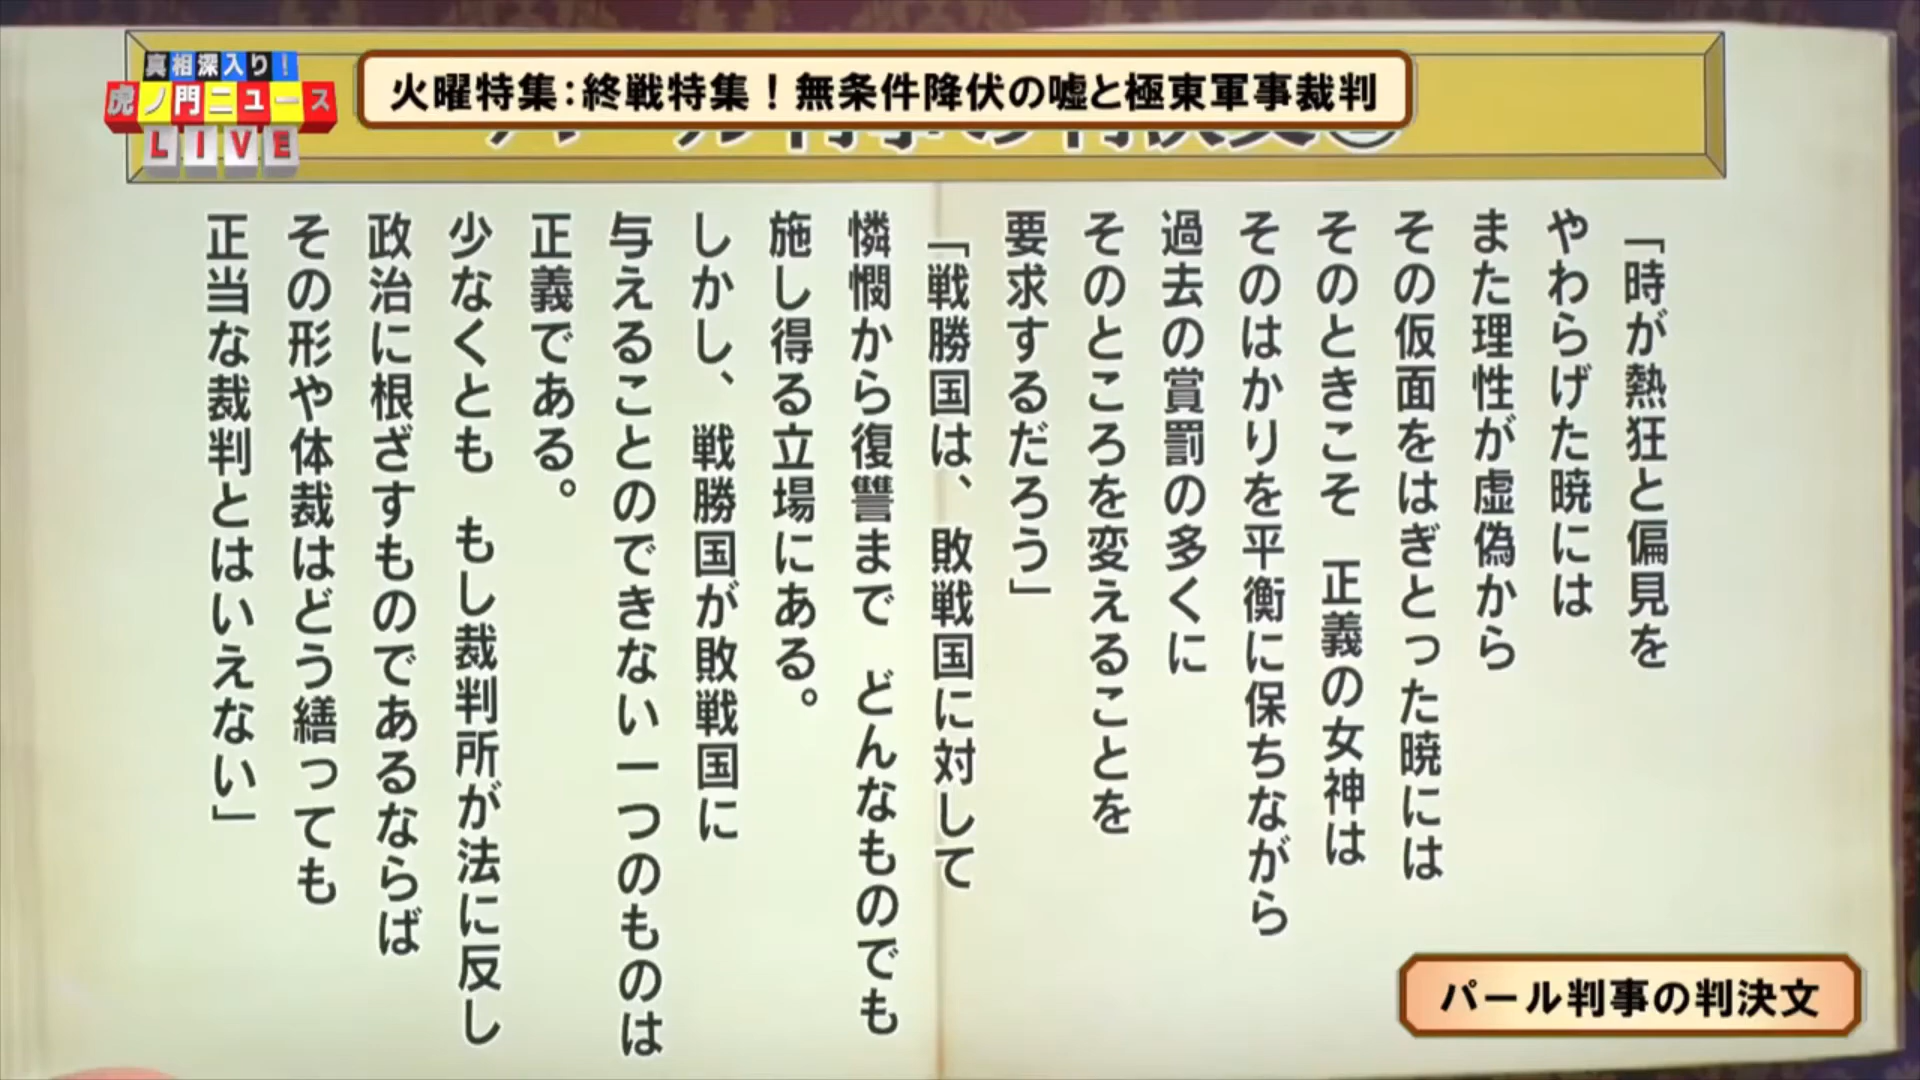 真相深入り!
虎ノ門ニュース
LIVE
火曜特集:終戦特集!無条件降伏の嘘と極東軍事裁判
「時が熱狂と偏見を
やわらげた暁には
また理性が虚偽から
その仮面をはぎとった暁には
そのときこそ 正義の女神は
そのはかりを平衡に保ちながら
過去の賞罰の多くに
そのところを変えることを
要求するだろう」
「戦勝国は、敗戦国に対して
憐憫から復讐まで どんなものでも
施し得る立場にある。
しかし、戦勝国が敗戦国に
与えることのできない一つのものは
正義である。
少なくとも もし裁判所が法に反し
政治に根ざすものであるならば
その形や体裁はどう繕っても
正当な裁判とはいえない」
パール判事の判決文